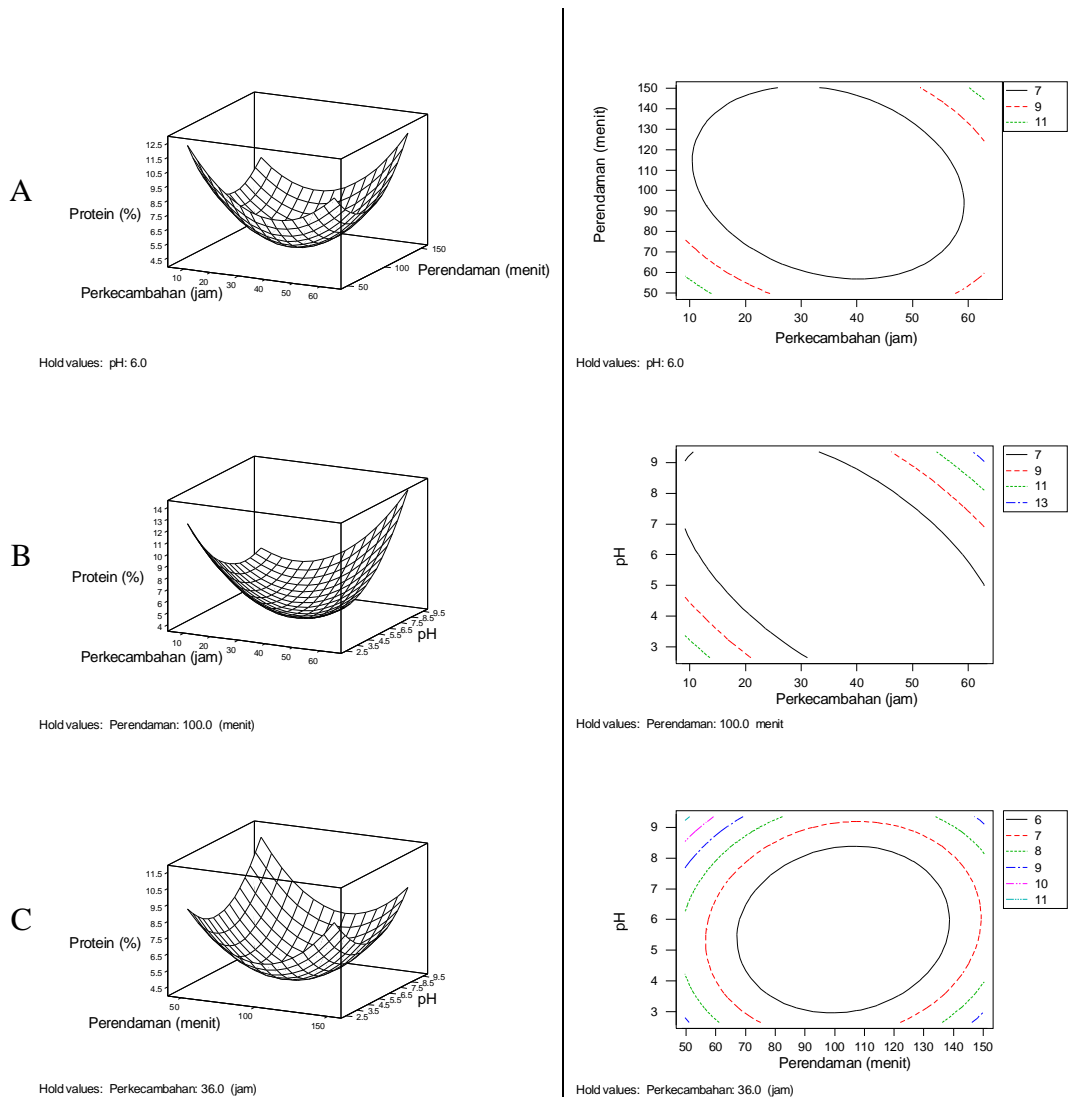 A
Protein (%)
12.5
11.5
10.5
9.5
8.5
7.5
6.5
5.5
4.5
10 20 30 40 50 60
Perkecambahan (jam)
50 100 150
Perendaman (menit)
Hold values: pH: 6.0
Perendaman (menit)
150
140
130
120
110
100
90
80
70
60
50
10 20 30 40 50 60
Perkecambahan (jam)
7
9
11
Hold values: pH: 6.0
B
Protein (%)
14
13
12
11
10
9
8
7
6
5
4
10 20 30 40 50 60
Perkecambahan (jam)
2.5 3.5 4.5 5.5 6.5 7.5 8.5 9.5
pH
Hold values: Perendaman: 100.0 (menit)
pH
9
8
7
6
5
4
3
10 20 30 40 50 60
Perkecambahan (jam)
7
9
11
13
Hold values: Perendaman: 100.0 menit
C
Protein (%)
11.5
10.5
9.5
8.5
7.5
6.5
5.5
4.5
50 100 150
Perendaman (menit)
2.5 3.5 4.5 5.5 6.5 7.5 8.5 9.5
pH
Hold values: Perkecambahan: 36.0 (jam)
pH
9
8
7
6
5
4
3
50 60 70 80 90 100 110 120 130 140 150
Perendaman (menit)
6
7
8
9
10
11
Hold values: Perkecambahan: 36.0 (jam)